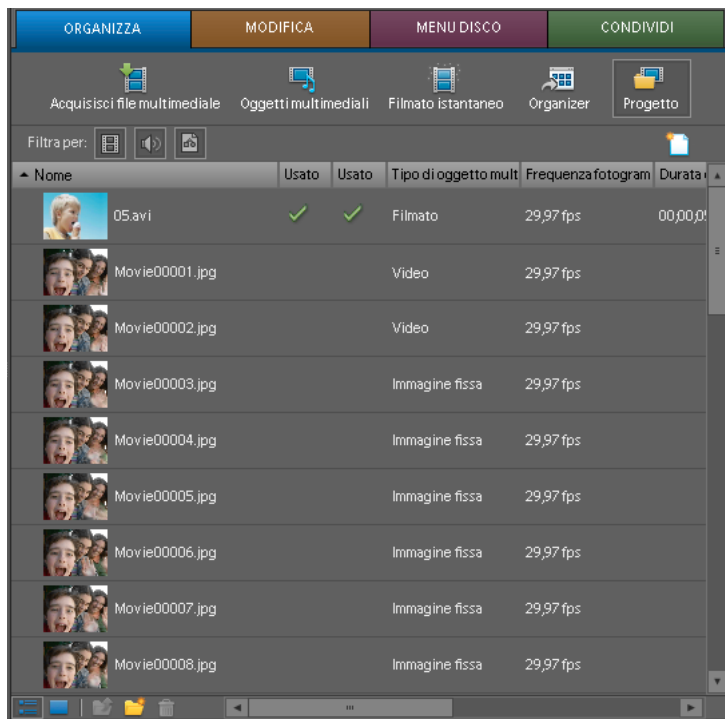 ORGANIZZA MODIFICA MENU DISCO CONDIVIDI
Acquisisci file multimediale Oggetti multimediali Filmato istantaneo Organizer Progetto
Filtra per:
Nome Usato Usato Tipo di oggetto mult Frequenza fotogram Durata
05.avi Filmato 29,97 fps 00;00;0
Movie00001.jpg Video 29,97 fps
Movie00002.jpg Video 29,97 fps
Movie00003.jpg Immagine fissa 29,97 fps
Movie00004.jpg Immagine fissa 29,97 fps
Movie00005.jpg Immagine fissa 29,97 fps
Movie00006.jpg Immagine fissa 29,97 fps
Movie00007.jpg Immagine fissa 29,97 fps
Movie00008.jpg Immagine fissa 29,97 fps